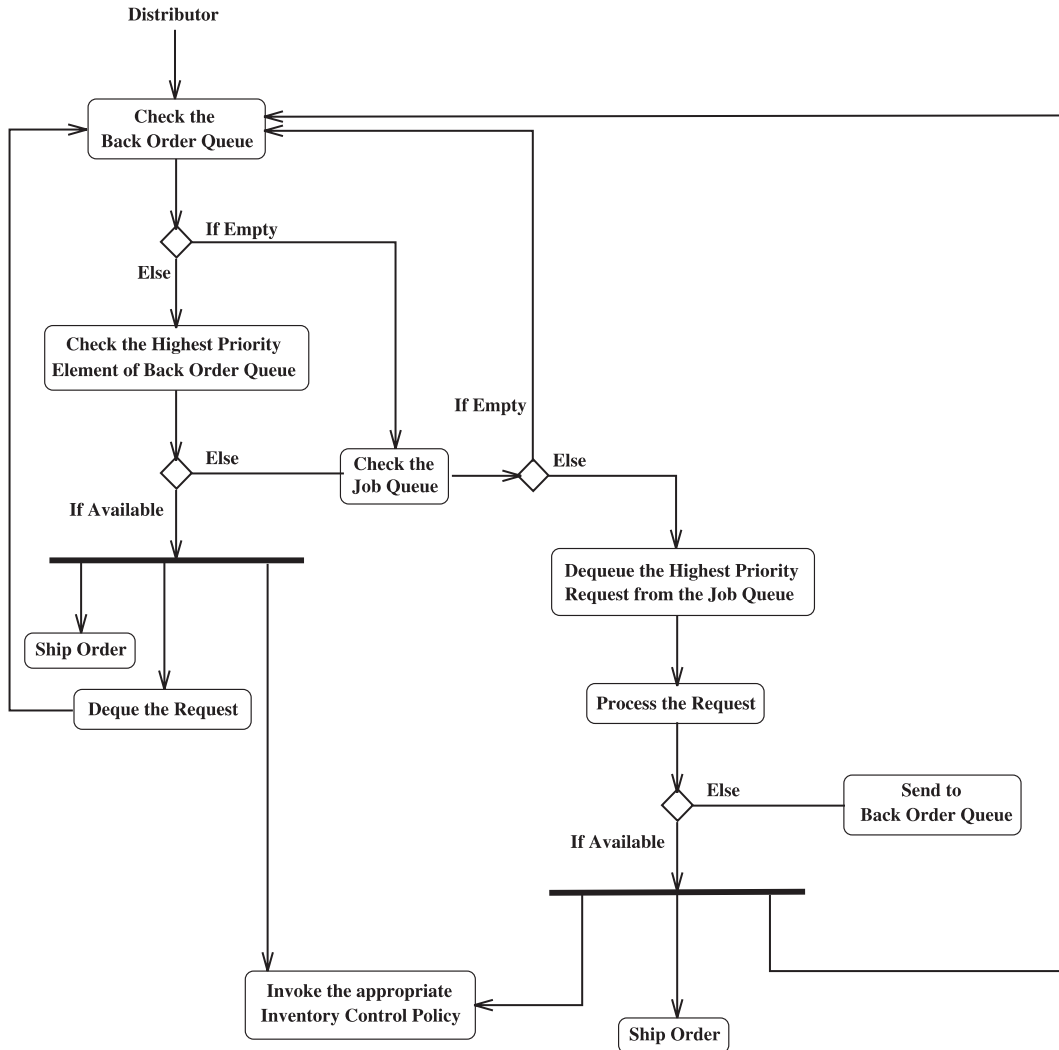 Distributor
Check the
Back Order Queue
If Empty
Else
Check the Highest Priority
Element of Back Order Queue
If Empty
Else
Check the
Job Queue
Else
If Available
Dequeue the Highest Priority
Request from the Job Queue
Ship Order
Deque the Request
Process the Request
Else
Send to
Back Order Queue
If Available
Invoke the appropriate
Inventory Control Policy
Ship Order